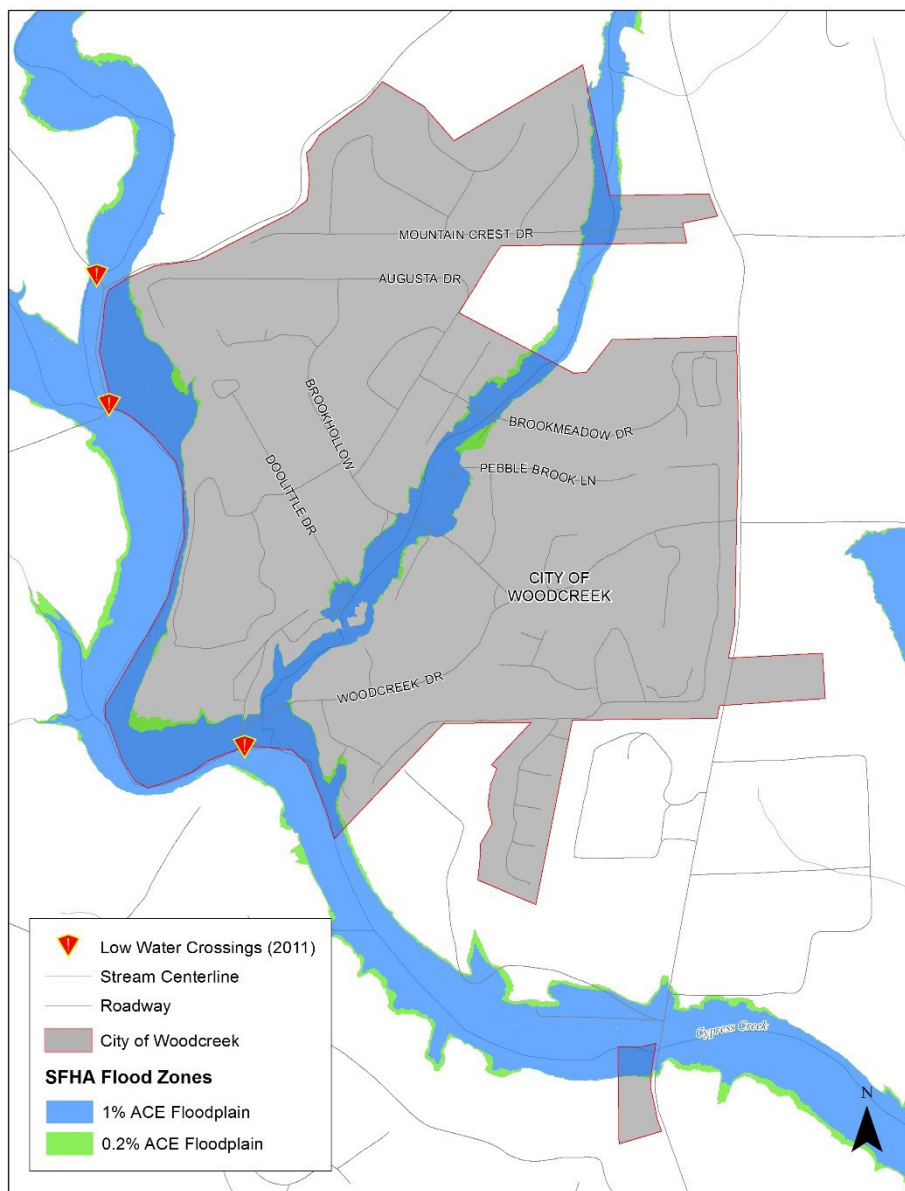 MOUNTAIN CREST DR
AUGUSTA DR
BROOKHOLLOW
BROOKMEADOW DR
DOOLITTLE DR
PEBBLE BROOK LN
CITY OF
WOODCREEK
WOODCREEK DR
Low Water Crossings (2011)
Stream Centerline
Roadway
City of Woodcreek
SFHA Flood Zones
1% ACE Floodplain
0.2% ACE Floodplain
Cypress Creek
N